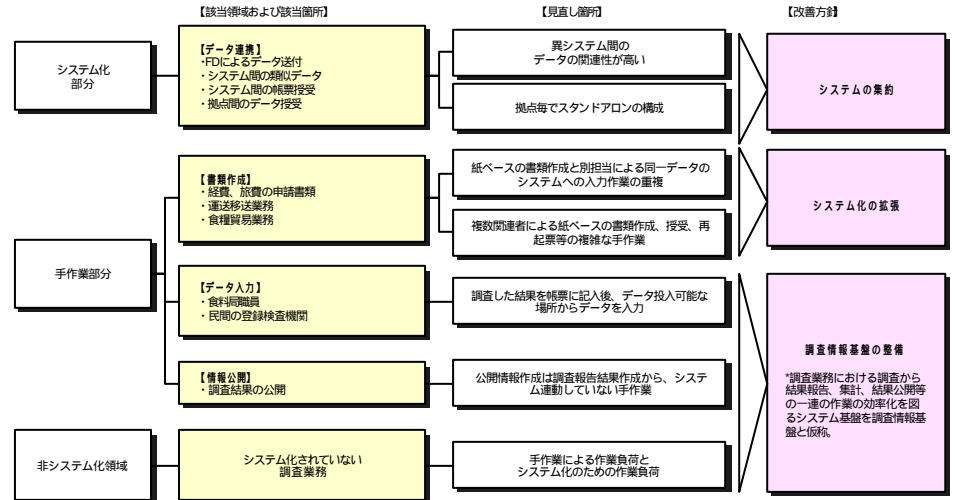 【該当領域および該当箇所】
【見直し箇所】
【改善方針】
システム化
部分
【データ連携】
・FDによるデータ送付
・システム間の類似データ
・システム間の帳票授受
・拠点間のデータ授受
異システム間の
データの関連性が高い
拠点毎でスタンドアロンの構成
システムの集約
手作業部分
【書類作成】
・経費、旅費の申請書類
・運送移送業務
・食糧貿易業務
紙ベースの書類作成と別担当による同一データの
システムへの入力作業の重複
複数関連者による紙ベースの書類作成、授受、再
起票等の複雑な手作業
システム化の拡張
【データ入力】
・食料局職員
・民間の登録検査機関
調査した結果を帳票に記入後、データ投入可能な
場所からデータを入力
【情報公開】
・調査結果の公開
公開情報作成は調査報告結果作成から、システ
ム連動していない手作業
調査情報基盤の整備
*調査業務における調査から
結果報告、集計、結果公開等
の一連の作業の効率化を図
るシステム基盤を調査情報基
盤と仮称。
非システム化領域
システム化されていない
調査業務
手作業による作業負荷と
システム化のための作業負荷